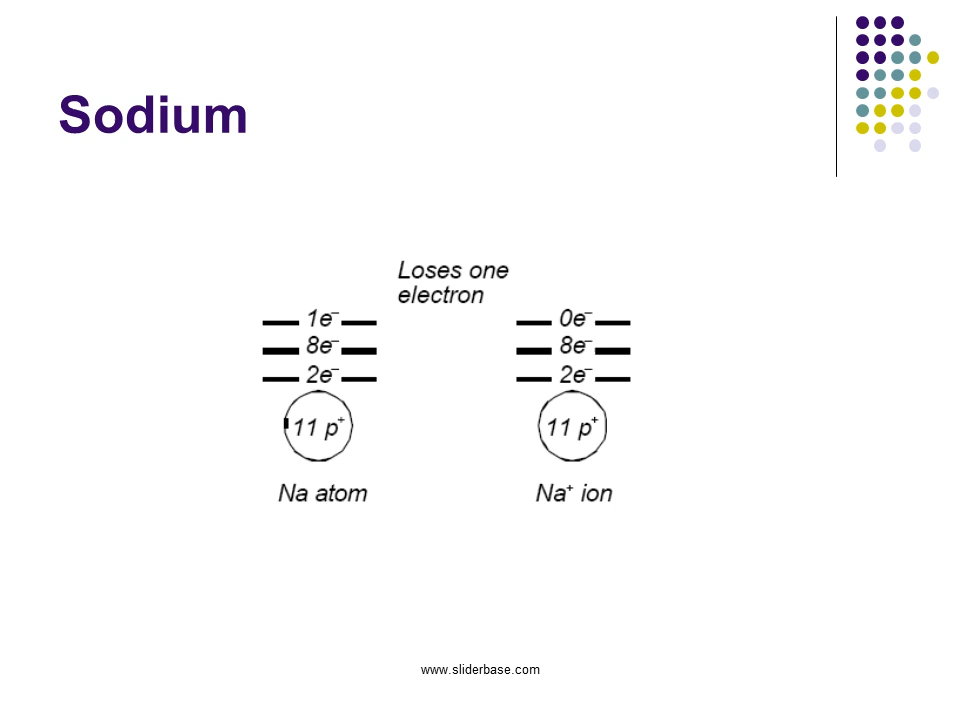 Sodium
Loses one
electron
1e⁻ 0e⁻
8e⁻ 8e⁻
2e⁻ 2e⁻
11 p⁺ 11 p⁺
Na atom Na⁺ ion
www.sliderbase.com